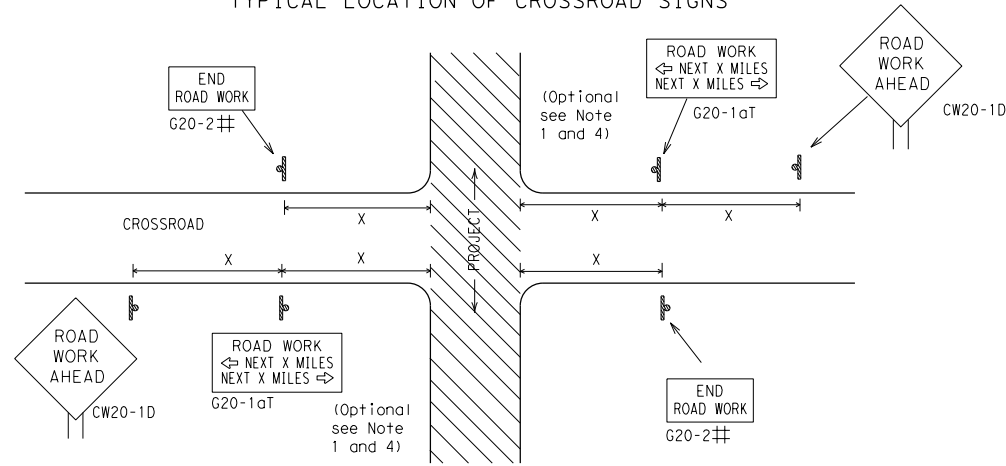 TYPICAL LOCATION OF CROSSROAD SIGNS
END
ROAD WORK
G20-2#
ROAD WORK
⇦ NEXT X MILES
NEXT X MILES ⇨
G20-1aT
(Optional
see Note
1 and 4)
ROAD
WORK
AHEAD
CW20-1D
X
X
X
CROSSROAD
PROJECT
X
X
X
ROAD
WORK
AHEAD
CW20-1D
ROAD WORK
⇦ NEXT X MILES
NEXT X MILES ⇨
G20-1aT
(Optional
see Note
1 and 4)
END
ROAD WORK
G20-2#